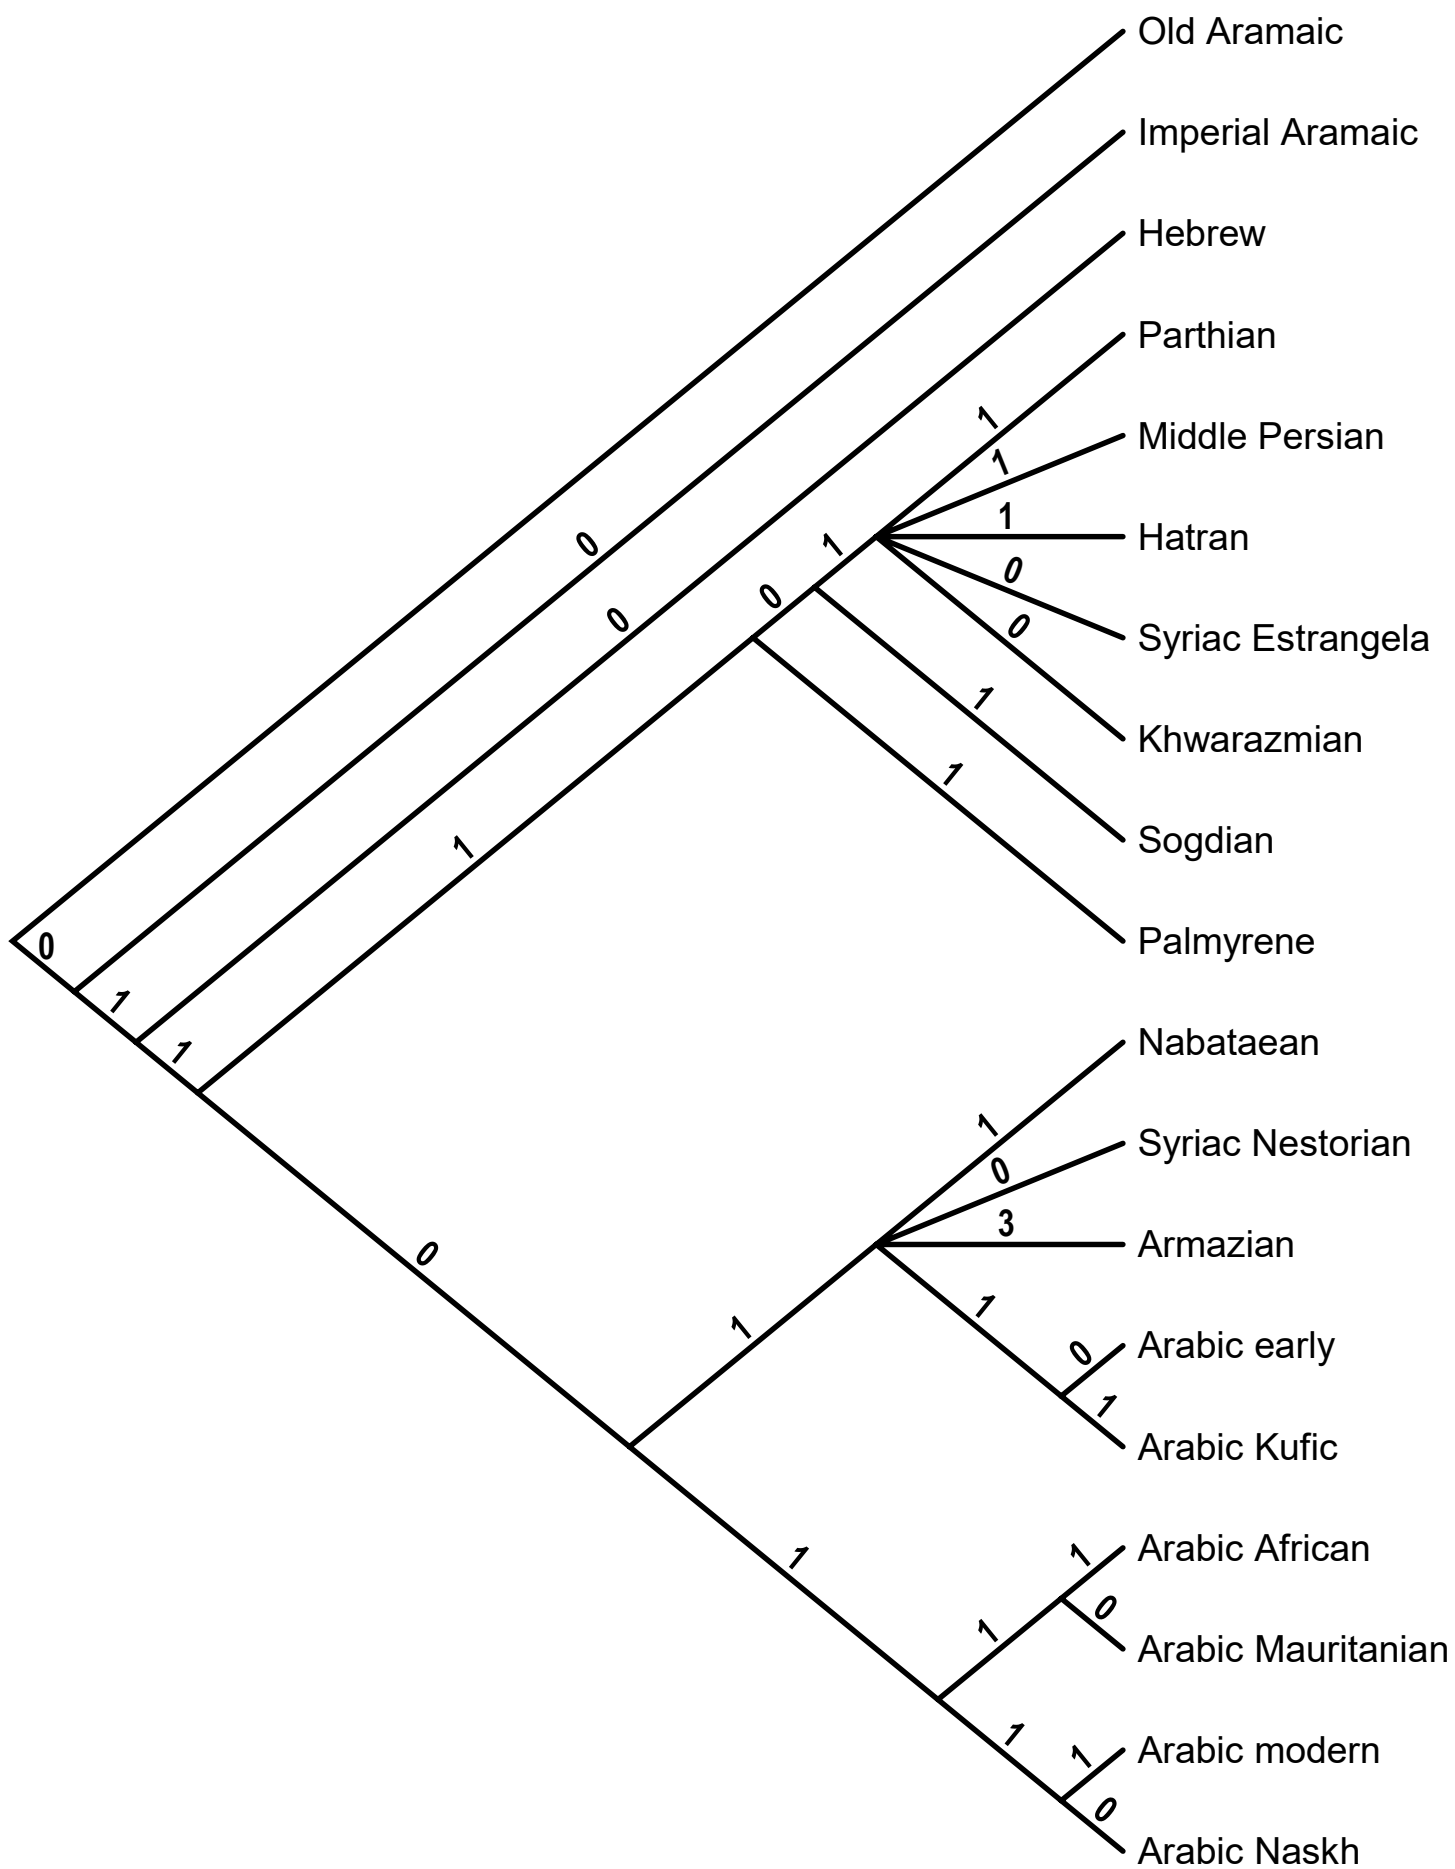 Old Aramaic
Imperial Aramaic
Hebrew
Parthian
1
Middle Persian
1
1
Hatran
0
1
0
Syriac Estrangela
0
0
0
1
Khwarazmian
1
Sogdian
1
0
Palmyrene
1
1
Nabataean
1
Syriac Nestorian
0
3
Armazian
0
1
1
Arabic early
0
1
Arabic Kufic
Arabic African
1
1
0
1
Arabic Mauritanian
1
Arabic modern
1
0
Arabic Naskh